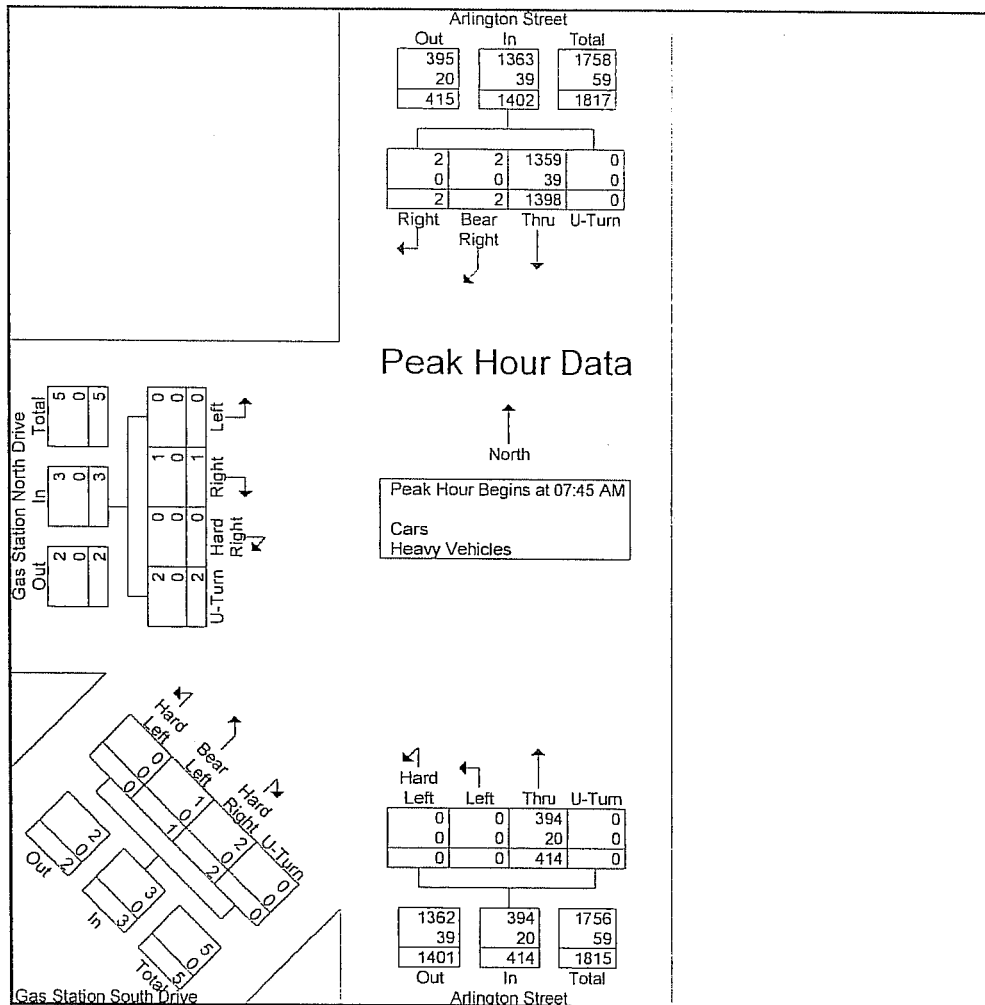 Arlington Street
Out In Total
395 1363 1758
20 39 59
415 1402 1817
2 2 1359 0
0 0 39 0
2 2 1398 0
Right Bear Right Thru U-Turn
Peak Hour Data
North
Peak Hour Begins at 07:45 AM
Cars
Heavy Vehicles
Gas Station North Drive
Out In Total
2 3 5
0 0 0
2 3 5
2 0 1 0
0 0 0 0
2 0 1 0
U-Turn Hard Right Right Left
Hard Left Bear Left Hard Right U-Turn
0 1 2 0
0 0 0 0
0 1 2 0
2 3 5
0 0 0
2 3 5
Out In Total
Gas Station South Drive
Hard Left Left Thru U-Turn
0 0 394 0
0 0 20 0
0 0 414 0
1362 394 1756
39 20 59
1401 414 1815
Out In Total
Arlington Street